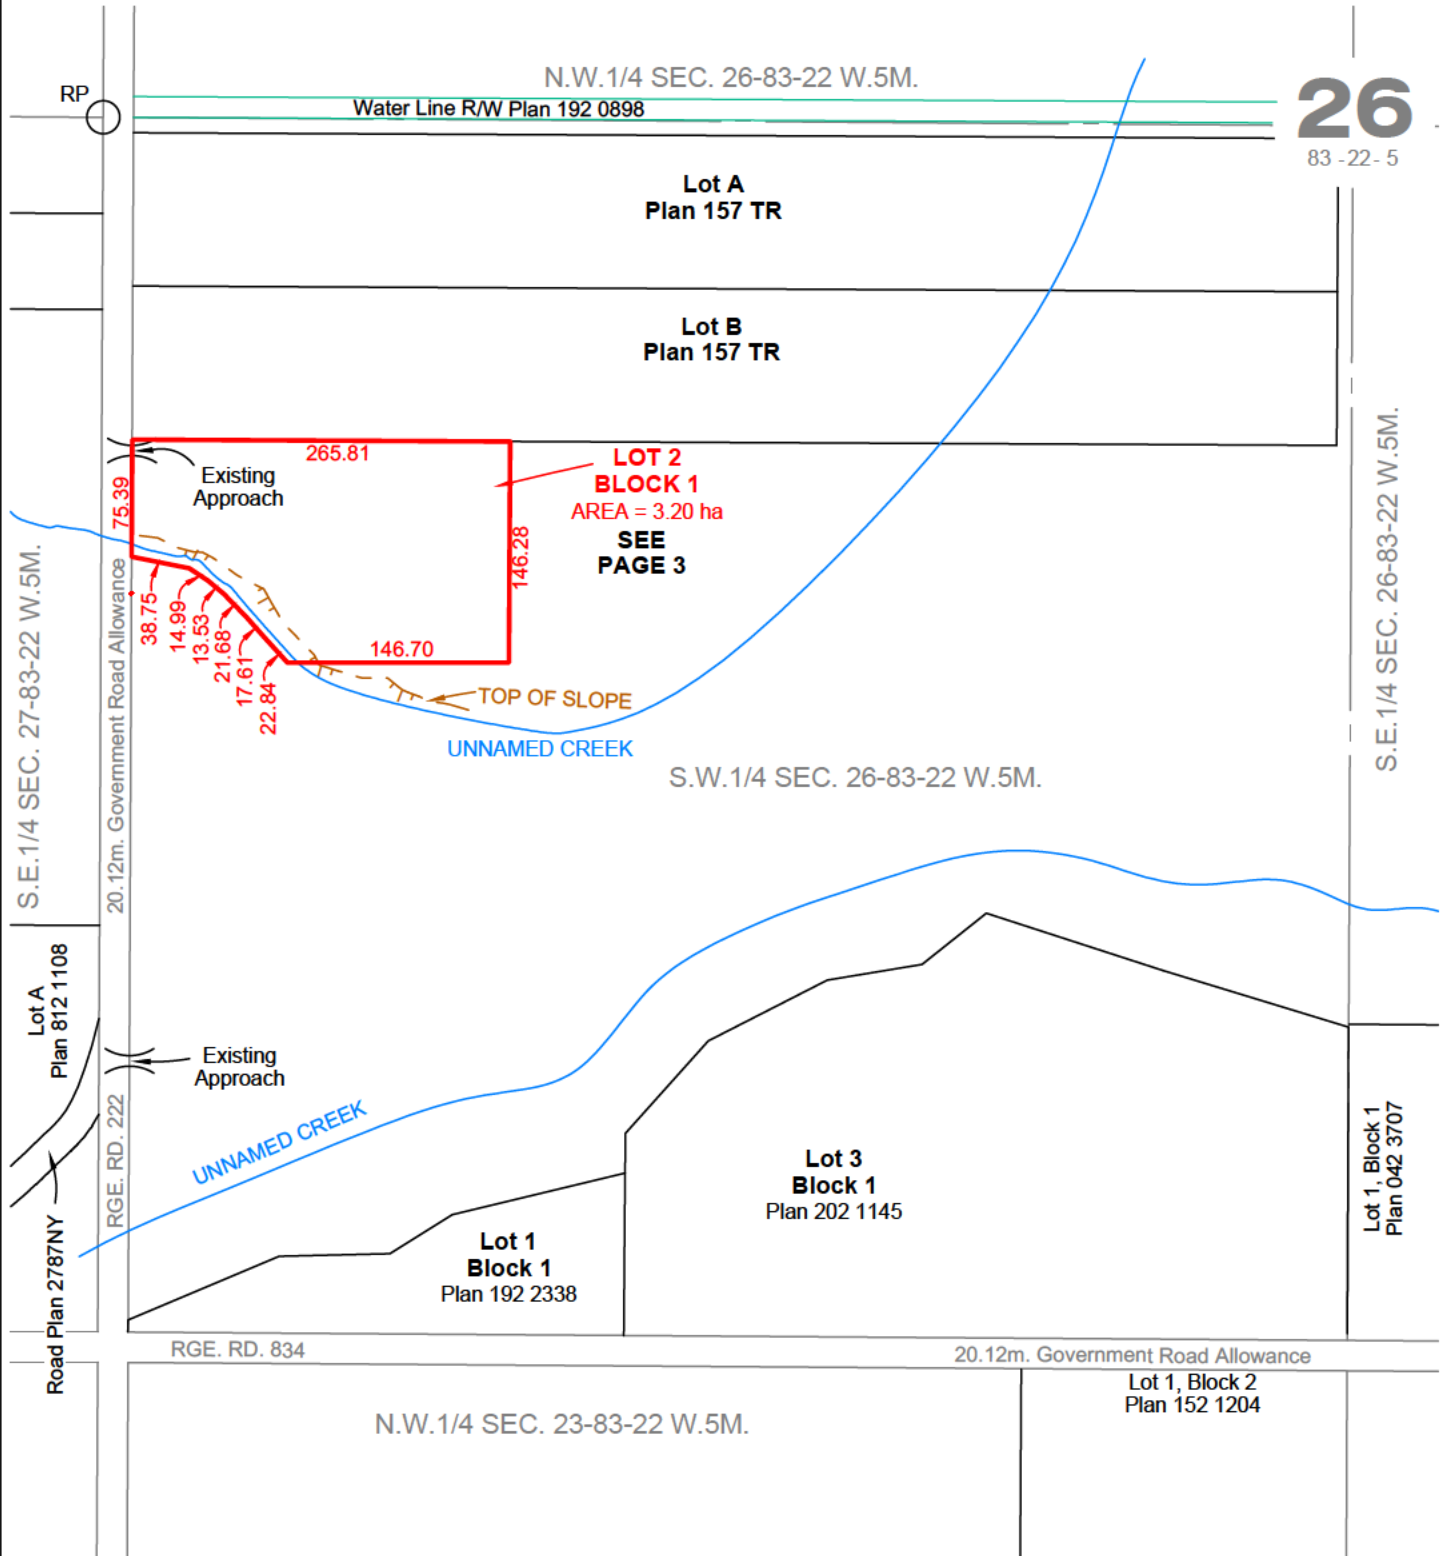 N.W.1/4 SEC. 26-83-22 W.5M.
RP
Water Line R/W Plan 192 0898
26
83 - 22 - 5
Lot A
Plan 157 TR
Lot B
Plan 157 TR
265.81
LOT 2
BLOCK 1
AREA = 3.20 ha
SEE
PAGE 3
Existing
Approach
75.39
146.28
38.75
14.99
13.53
21.68
17.61
22.84
146.70
TOP OF SLOPE
UNNAMED CREEK
S.E.1/4 SEC. 27-83-22 W.5M.
20.12m. Government Road Allowance
S.E.1/4 SEC. 26-83-22 W.5M.
S.W.1/4 SEC. 26-83-22 W.5M.
Lot A
Plan 812 1108
Existing
Approach
RGE. RD. 222
UNNAMED CREEK
Lot 3
Block 1
Plan 202 1145
Lot 1, Block 1
Plan 042 3707
Lot 1
Block 1
Plan 192 2338
Road Plan 2787NY
RGE. RD. 834
20.12m. Government Road Allowance
Lot 1, Block 2
Plan 152 1204
N.W.1/4 SEC. 23-83-22 W.5M.